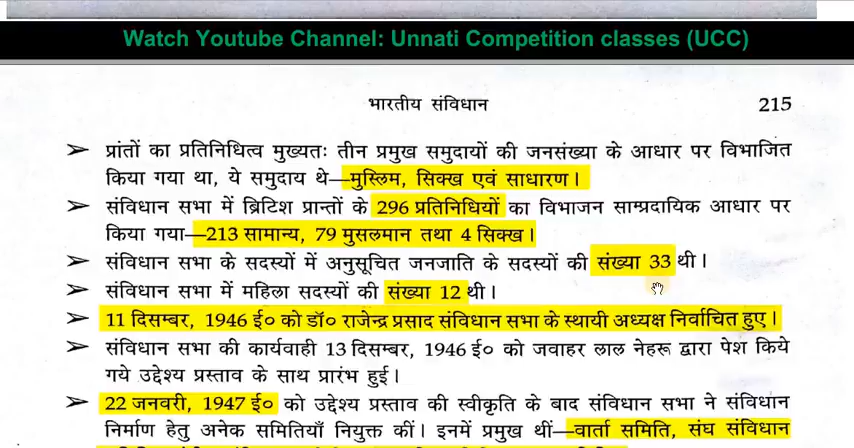 Watch Youtube Channel: Unnati Competition classes (UCC)
भारतीय संविधान 215
➢ प्रांतों का प्रतिनिधित्व मुख्यतः तीन प्रमुख समुदायों की जनसंख्या के आधार पर विभाजित
किया गया था, ये समुदाय थे—मुस्लिम, सिक्ख एवं साधारण।
➢ संविधान सभा में ब्रिटिश प्रान्तों के 296 प्रतिनिधियों का विभाजन साम्प्रदायिक आधार पर
किया गया—213 सामान्य, 79 मुसलमान तथा 4 सिक्ख।
➢ संविधान सभा के सदस्यों में अनुसूचित जनजाति के सदस्यों की संख्या 33 थी।
➢ संविधान सभा में महिला सदस्यों की संख्या 12 थी।
➢ 11 दिसम्बर, 1946 ई० को डॉ० राजेन्द्र प्रसाद संविधान सभा के स्थायी अध्यक्ष निर्वाचित हुए।
➢ संविधान सभा की कार्यवाही 13 दिसम्बर, 1946 ई० को जवाहर लाल नेहरू द्वारा पेश किये
गये उद्देश्य प्रस्ताव के साथ प्रारंभ हुई।
➢ 22 जनवरी, 1947 ई० को उद्देश्य प्रस्ताव की स्वीकृति के बाद संविधान सभा ने संविधान
निर्माण हेतु अनेक समितियाँ नियुक्त कीं। इनमें प्रमुख थीं—वार्ता समिति, संघ संविधान